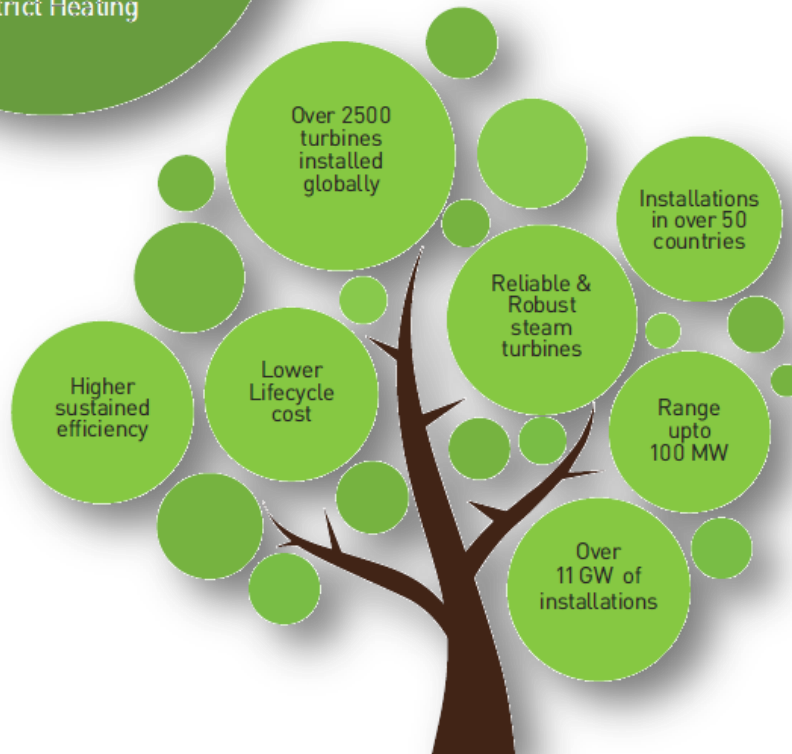 Heating
Over 2500
turbines
installed
globally
Installations
in over 50
countries
Reliable &
Robust
steam
turbines
Higher
sustained
efficiency
Lower
Lifecycle
cost
Range
upto
100 MW
Over
11 GW of
installations